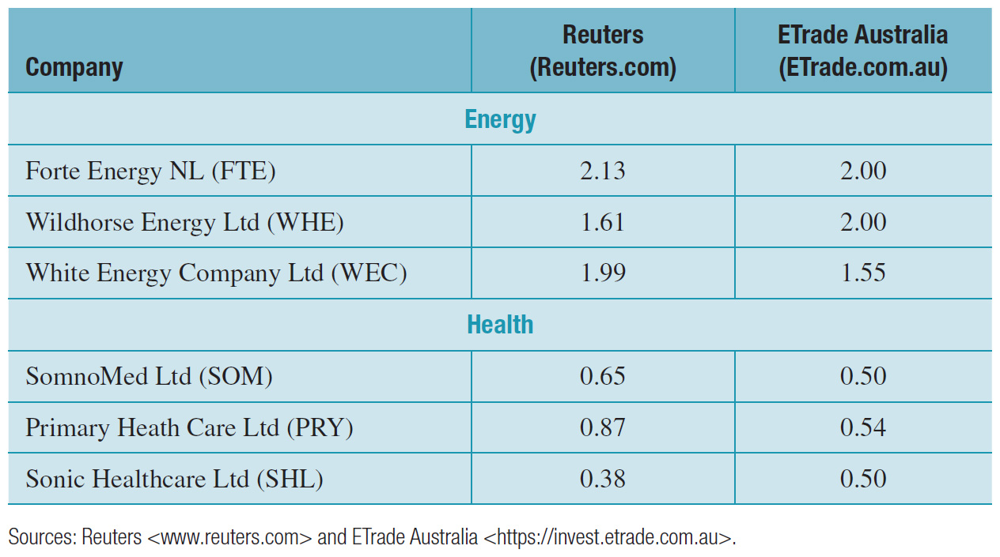 Company
Reuters
(Reuters.com)
ETrade Australia
(ETrade.com.au)
Energy
Forte Energy NL (FTE) 2.13 2.00
Wildhorse Energy Ltd (WHE) 1.61 2.00
White Energy Company Ltd (WEC) 1.99 1.55
Health
SomnoMed Ltd (SOM) 0.65 0.50
Primary Heath Care Ltd (PRY) 0.87 0.54
Sonic Healthcare Ltd (SHL) 0.38 0.50
Sources: Reuters <www.reuters.com> and ETrade Australia <https://invest.etrade.com.au>.